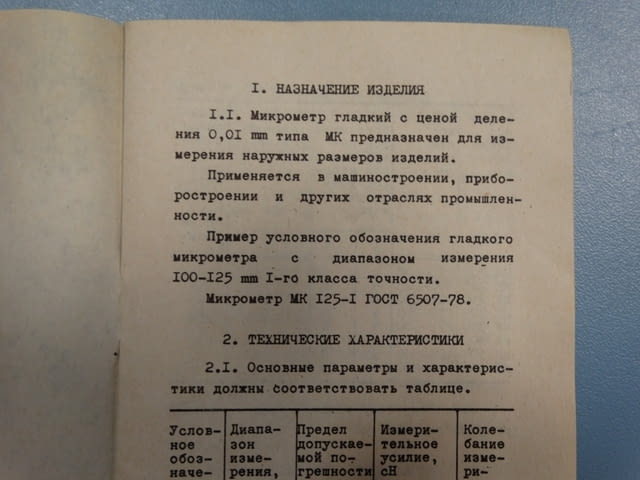 I. НАЗНАЧЕНИЕ ИЗДЕЛИЯ
I.I. Микрометр гладкий с ценой деле-
ния 0,0I mm типа МК предназначен для из-
мерения наружных размеров изделий.
Применяется в машиностроении, прибо-
ростроении и других отраслях промышлен-
ности.
Пример условного обозначения гладкого
микрометра с диапазоном измерения
I00-I25 mm I-го класса точности.
Микрометр МК I25-I ГОСТ 6507-78.
2. ТЕХНИЧЕСКИЕ ХАРАКТЕРИСТИКИ
2.I. Основные параметры и характерис-
тики должны соответствовать таблице.
Услов- Диапа- Предел Измери- Коле-
ное зон допускае- тельное бание
обоз- изме- мой по- усилие, изме-
наче- рения, грешности сН ри-